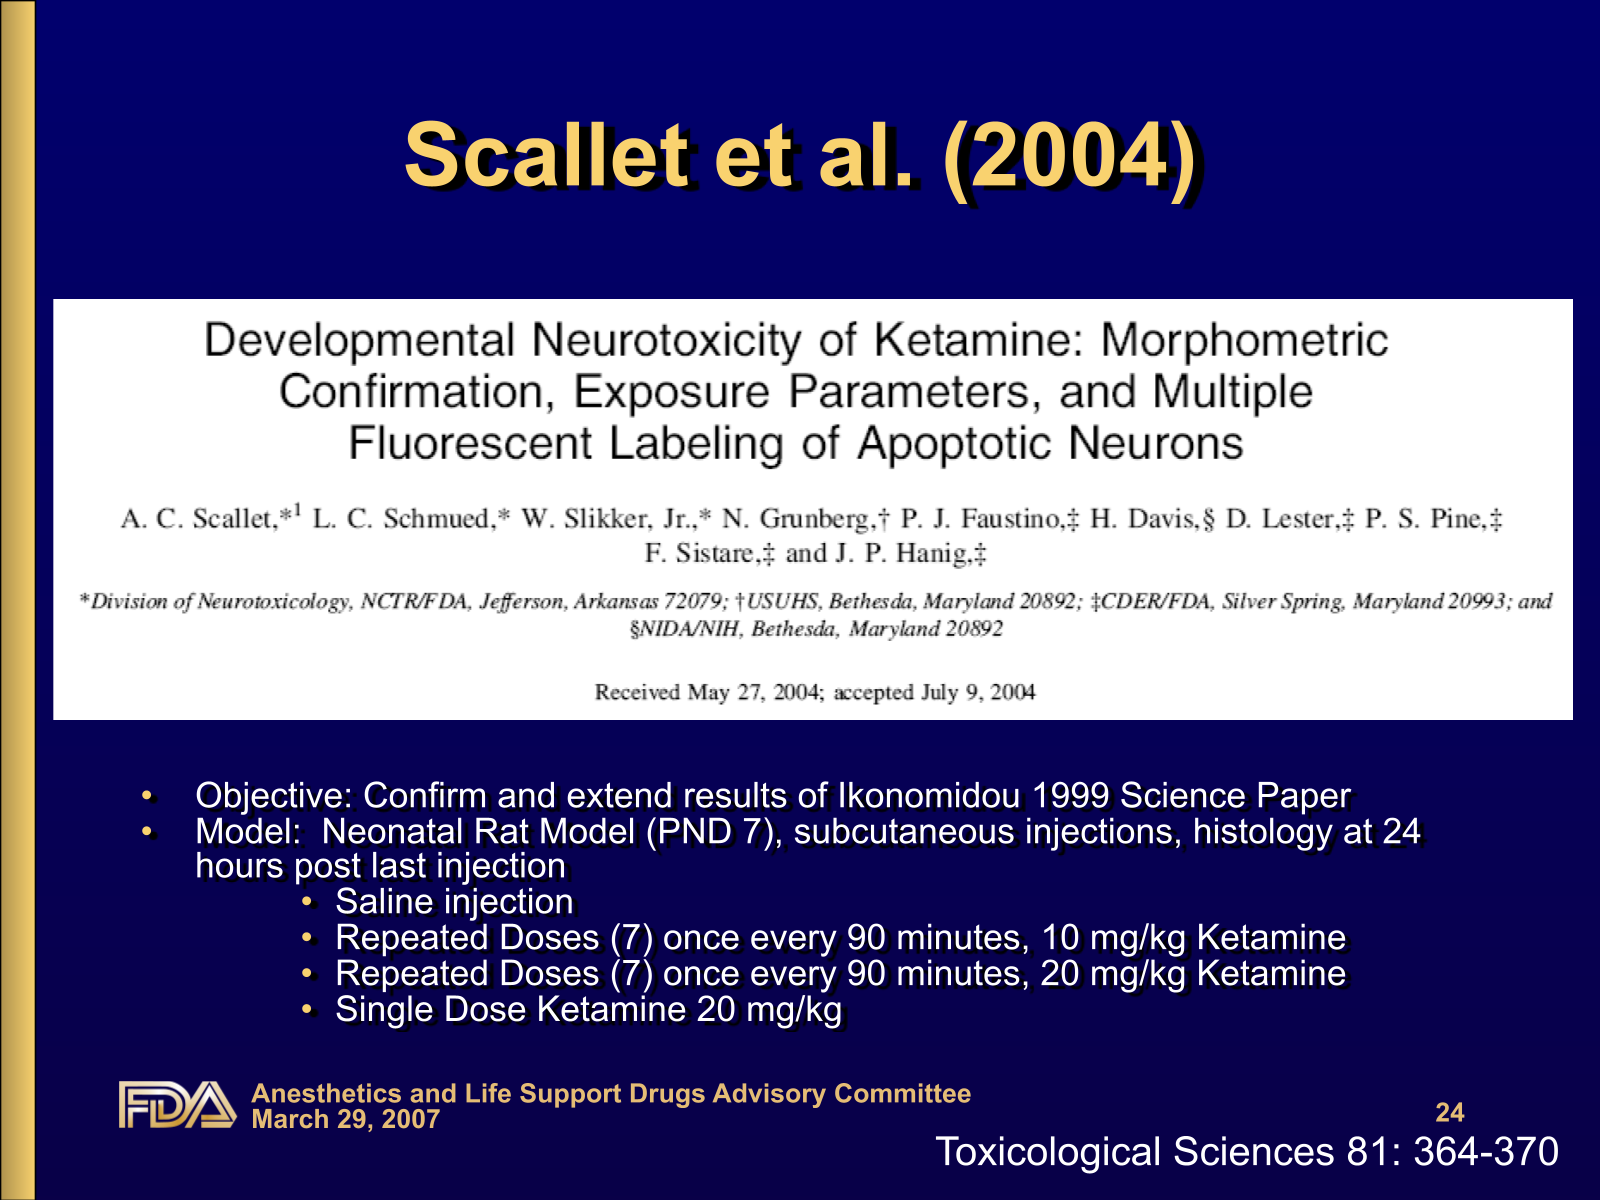 Scallet et al. (2004)
Developmental Neurotoxicity of Ketamine: Morphometric
Confirmation, Exposure Parameters, and Multiple
Fluorescent Labeling of Apoptotic Neurons
A. C. Scallet,*¹ L. C. Schmued,* W. Slikker, Jr.,* N. Grunberg,† P. J. Faustino,‡ H. Davis,§ D. Lester,‡ P. S. Pine,‡
F. Sistare,‡ and J. P. Hanig,‡
*Division of Neurotoxicology, NCTR/FDA, Jefferson, Arkansas 72079; †USUHS, Bethesda, Maryland 20892; ‡CDER/FDA, Silver Spring, Maryland 20993; and
§NIDA/NIH, Bethesda, Maryland 20892
Received May 27, 2004; accepted July 9, 2004
• Objective: Confirm and extend results of Ikonomidou 1999 Science Paper
• Model: Neonatal Rat Model (PND 7), subcutaneous injections, histology at 24
hours post last injection
• Saline injection
• Repeated Doses (7) once every 90 minutes, 10 mg/kg Ketamine
• Repeated Doses (7) once every 90 minutes, 20 mg/kg Ketamine
• Single Dose Ketamine 20 mg/kg
FDA
Anesthetics and Life Support Drugs Advisory Committee
March 29, 2007
24
Toxicological Sciences 81: 364-370